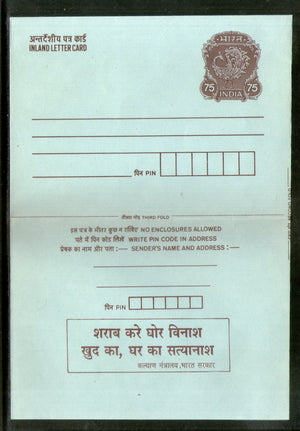 अन्तर्देशीय पत्र कार्ड
INLAND LETTER CARD
भारत
75 75
INDIA
पिन PIN
तीसरा मोड़ THIRD FOLD
इस पत्र के भीतर कुछ न रखिए NO ENCLOSURES ALLOWED
पते में पिन कोड लिखें WRITE PIN CODE IN ADDRESS
प्रेषक का नाम और पता :— SENDER'S NAME AND ADDRESS :—
पिन PIN
शराब करे घोर विनाश
खुद का, घर का सत्यानाश
कल्याण मंत्रालय, भारत सरकार